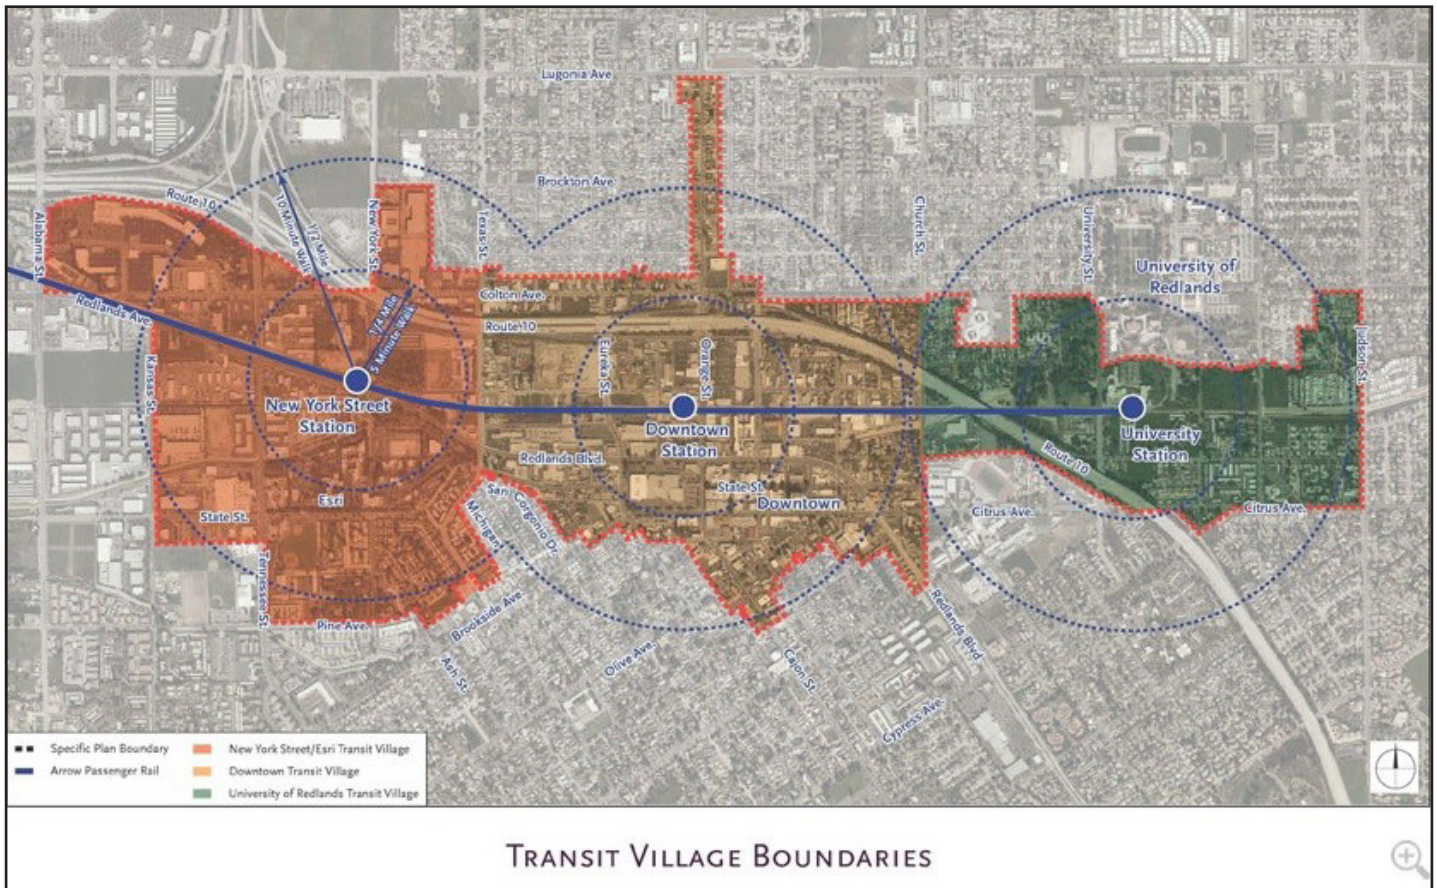 Lugonia Ave
Brockton Ave.
Route 10
Alabama St.
New York St.
Texas St.
Church St.
University St.
University of
Redlands
1/2 Mile
10 Minute Walk
1/4 Mile
5 Minute Walk
Colton Ave.
Route 10
Redlands Ave.
Kansas St.
Eureka St.
Orange St.
Judson St.
New York Street
Station
Downtown
Station
University
Station
Redlands Blvd.
Route 10
State St.
Downtown
Esri
State St.
San Gorgonio Dr.
Michigan
Citrus Ave.
Citrus Ave.
Tennessee St.
Pine Ave.
Brookside Ave.
Redlands Blvd
Ash St.
Olive Ave.
Cajon St.
Cypress Ave.
Specific Plan Boundary
Arrow Passenger Rail
New York Street/Esri Transit Village
Downtown Transit Village
University of Redlands Transit Village
TRANSIT VILLAGE BOUNDARIES